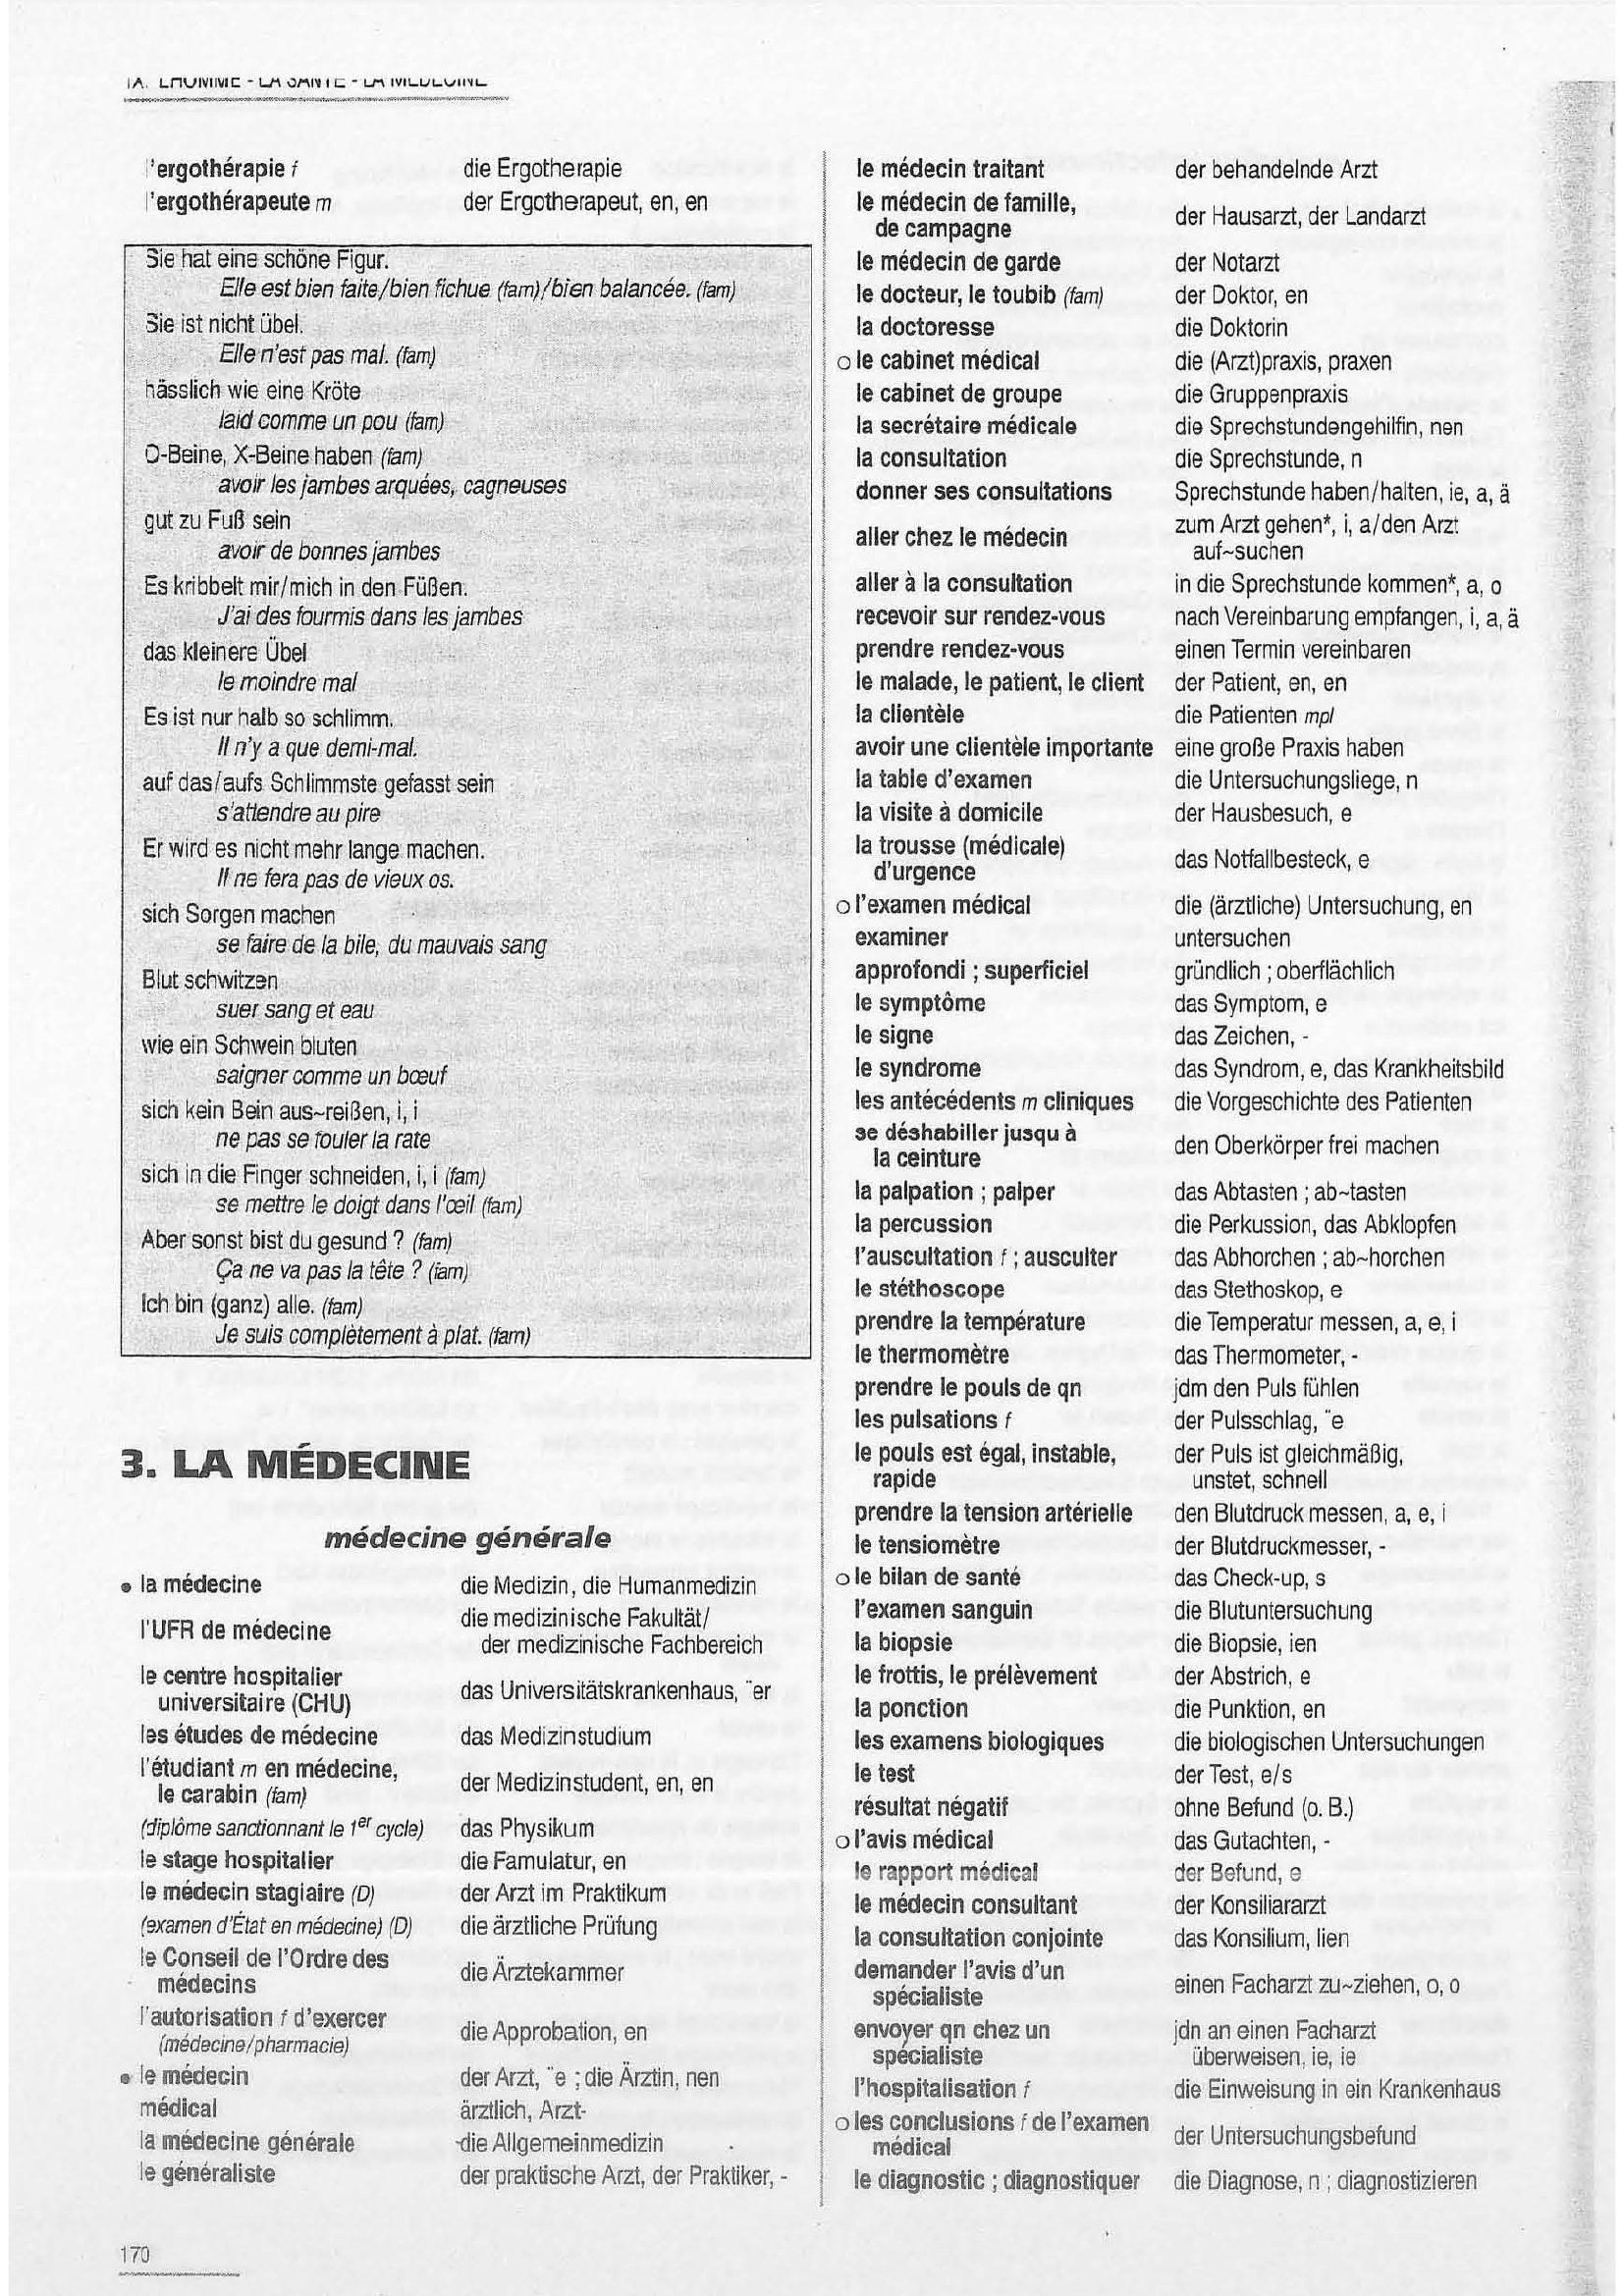 1A. L'HOMME - LA SANTÉ - LA MÉDECINE
l'ergothérapie f die Ergotherapie
l'ergothérapeute m der Ergotherapeut, en, en
Sie hat eine schöne Figur.
Elle est bien faite/bien fichue (fam)/bien balancée. (fam)
Sie ist nicht übel.
Elle n'est pas mal. (fam)
hässlich wie eine Kröte
laid comme un pou (fam)
O-Beine, X-Beine haben (fam)
avoir les jambes arquées, cagneuses
gut zu Fuß sein
avoir de bonnes jambes
Es kribbelt mir/mich in den Füßen.
J'ai des fourmis dans les jambes
das kleinere Übel
le moindre mal
Es ist nur halb so schlimm.
Il n'y a que demi-mal.
auf das/aufs Schlimmste gefasst sein
s'attendre au pire
Er wird es nicht mehr lange machen.
Il ne fera pas de vieux os.
sich Sorgen machen
se faire de la bile, du mauvais sang
Blut schwitzen
suer sang et eau
wie ein Schwein bluten
saigner comme un bœuf
sich kein Bein aus~reißen, i, i
ne pas se fouler la rate
sich in die Finger schneiden, i, i (fam)
se mettre le doigt dans l'œil (fam)
Aber sonst bist du gesund ? (fam)
Ça ne va pas la tête ? (fam)
Ich bin (ganz) alle. (fam)
Je suis complètement à plat. (fam)
3. LA MÉDECINE
médecine générale
• la médecine die Medizin, die Humanmedizin
l'UFR de médecine die medizinische Fakultät/
der medizinische Fachbereich
le centre hospitalier
universitaire (CHU) das Universitätskrankenhaus, ¨er
les études de médecine das Medizinstudium
l'étudiant m en médecine,
le carabin (fam) der Medizinstudent, en, en
(diplôme sanctionnant le 1er cycle) das Physikum
le stage hospitalier die Famulatur, en
le médecin stagiaire (D) der Arzt im Praktikum
(examen d'État en médecine) (D) die ärztliche Prüfung
le Conseil de l'Ordre des
médecins die Ärztekammer
l'autorisation f d'exercer
(médecine/pharmacie) die Approbation, en
• le médecin der Arzt, ¨e ; die Ärztin, nen
médical ärztlich, Arzt-
la médecine générale die Allgemeinmedizin
le généraliste der praktische Arzt, der Praktiker, -
le médecin traitant der behandelnde Arzt
le médecin de famille,
de campagne der Hausarzt, der Landarzt
le médecin de garde der Notarzt
le docteur, le toubib (fam) der Doktor, en
la doctoresse die Doktorin
o le cabinet médical die (Arzt)praxis, praxen
le cabinet de groupe die Gruppenpraxis
la secrétaire médicale die Sprechstundengehilfin, nen
la consultation die Sprechstunde, n
donner ses consultations Sprechstunde haben/halten, ie, a, ä
aller chez le médecin zum Arzt gehen*, i, a/den Arzt
auf~suchen
aller à la consultation in die Sprechstunde kommen*, a, o
recevoir sur rendez-vous nach Vereinbarung empfangen, i, a, ä
prendre rendez-vous einen Termin vereinbaren
le malade, le patient, le client der Patient, en, en
la clientèle die Patienten mpl
avoir une clientèle importante eine große Praxis haben
la table d'examen die Untersuchungsliege, n
la visite à domicile der Hausbesuch, e
la trousse (médicale)
d'urgence das Notfallbesteck, e
o l'examen médical die (ärztliche) Untersuchung, en
examiner untersuchen
approfondi ; superficiel gründlich ; oberflächlich
le symptôme das Symptom, e
le signe das Zeichen, -
le syndrome das Syndrom, e, das Krankheitsbild
les antécédents m cliniques die Vorgeschichte des Patienten
se déshabiller jusqu à
la ceinture den Oberkörper frei machen
la palpation ; palper das Abtasten ; ab~tasten
la percussion die Perkussion, das Abklopfen
l'auscultation f ; ausculter das Abhorchen ; ab~horchen
le stéthoscope das Stethoskop, e
prendre la température die Temperatur messen, a, e, i
le thermomètre das Thermometer, -
prendre le pouls de qn jdm den Puls fühlen
les pulsations f der Pulsschlag, ¨e
le pouls est égal, instable,
rapide der Puls ist gleichmäßig,
unstet, schnell
prendre la tension artérielle den Blutdruck messen, a, e, i
le tensiomètre der Blutdruckmesser, -
o le bilan de santé das Check-up, s
l'examen sanguin die Blutuntersuchung
la biopsie die Biopsie, ien
le frottis, le prélèvement der Abstrich, e
la ponction die Punktion, en
les examens biologiques die biologischen Untersuchungen
le test der Test, e/s
résultat négatif ohne Befund (o. B.)
o l'avis médical das Gutachten, -
le rapport médical der Befund, e
le médecin consultant der Konsiliararzt
la consultation conjointe das Konsilium, lien
demander l'avis d'un
spécialiste einen Facharzt zu~ziehen, o, o
envoyer qn chez un
spécialiste jdn an einen Facharzt
überweisen, ie, ie
l'hospitalisation f die Einweisung in ein Krankenhaus
o les conclusions f de l'examen
médical der Untersuchungsbefund
le diagnostic ; diagnostiquer die Diagnose, n ; diagnostizieren
170